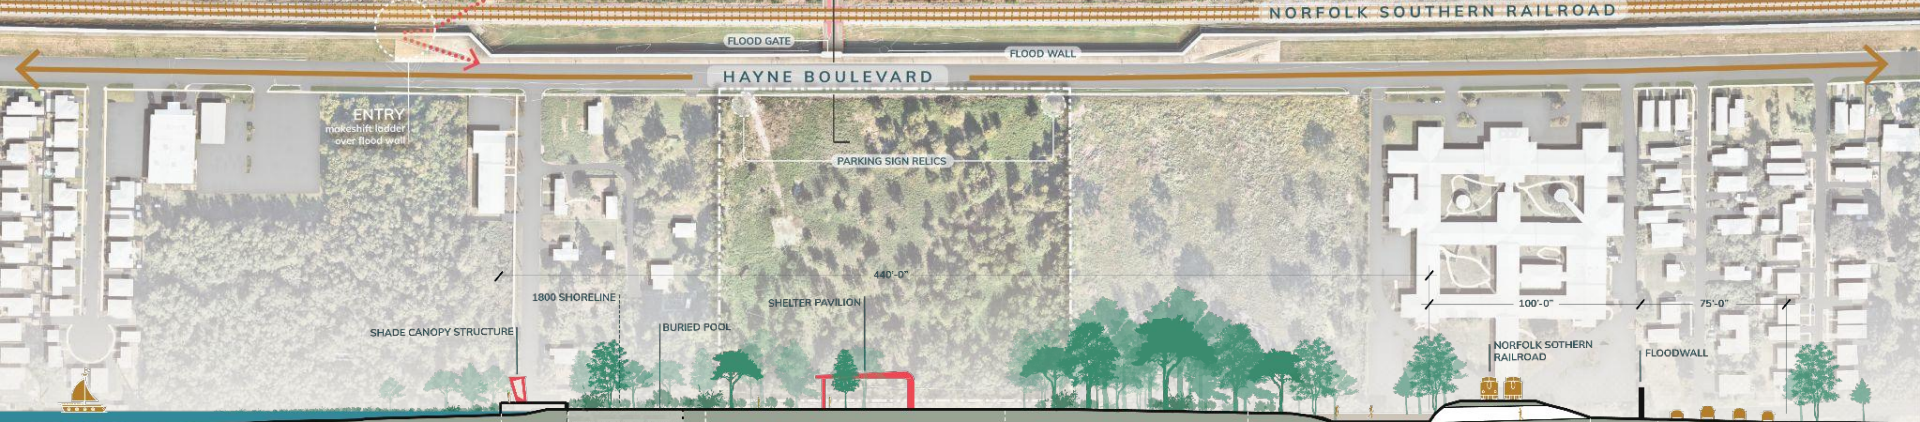 NORFOLK SOUTHERN RAILROAD
FLOOD GATE
FLOOD WALL
HAYNE BOULEVARD
ENTRY
makeshift ladder
over flood wall
PARKING SIGN RELICS
440'-0"
1800 SHORELINE
SHELTER PAVILION
100'-0"
75'-0"
SHADE CANOPY STRUCTURE
BURIED POOL
NORFOLK SOTHERN
RAILROAD
FLOODWALL